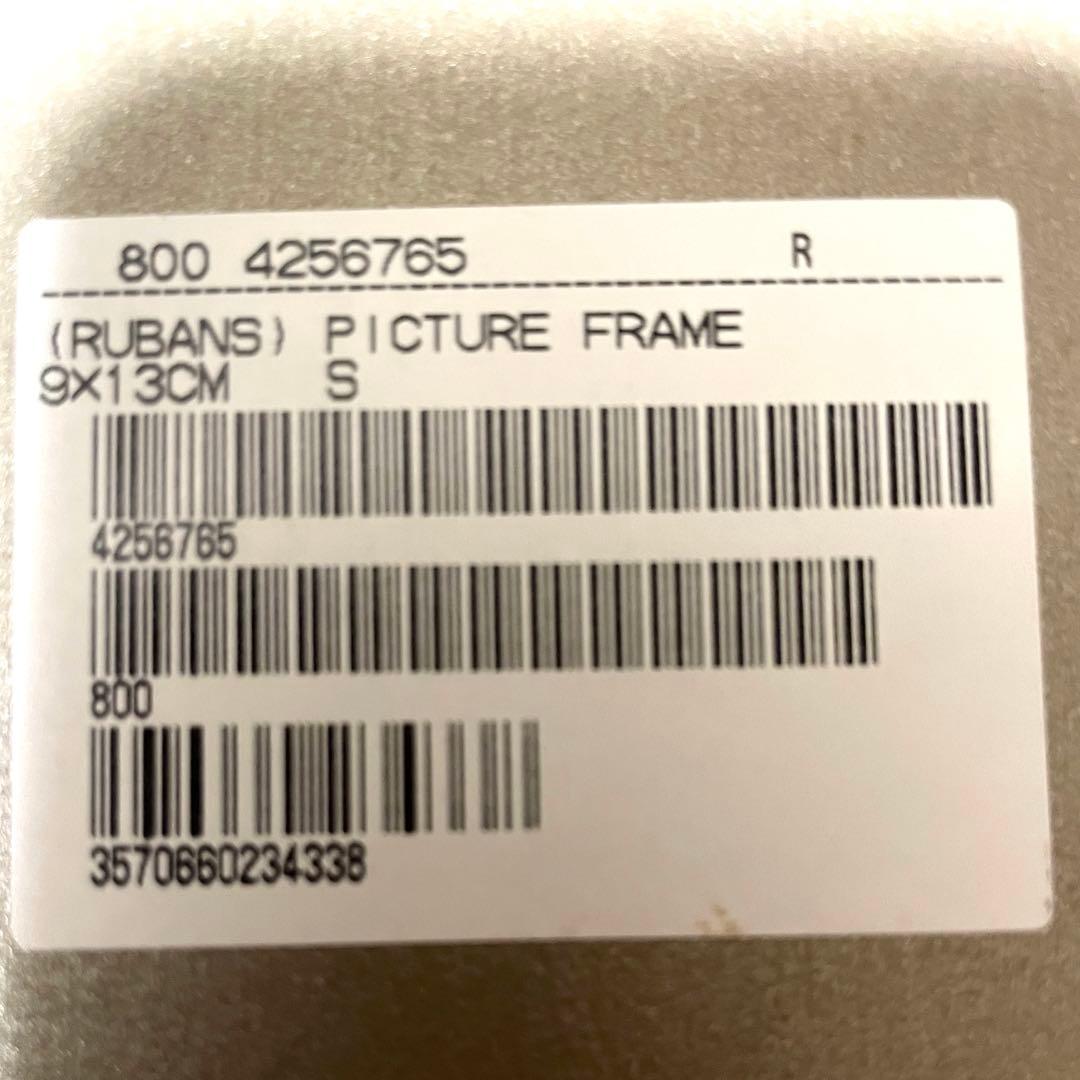 800 4256765 R
(RUBANS) PICTURE FRAME
9X13CM S
4256765
800
3570660234338